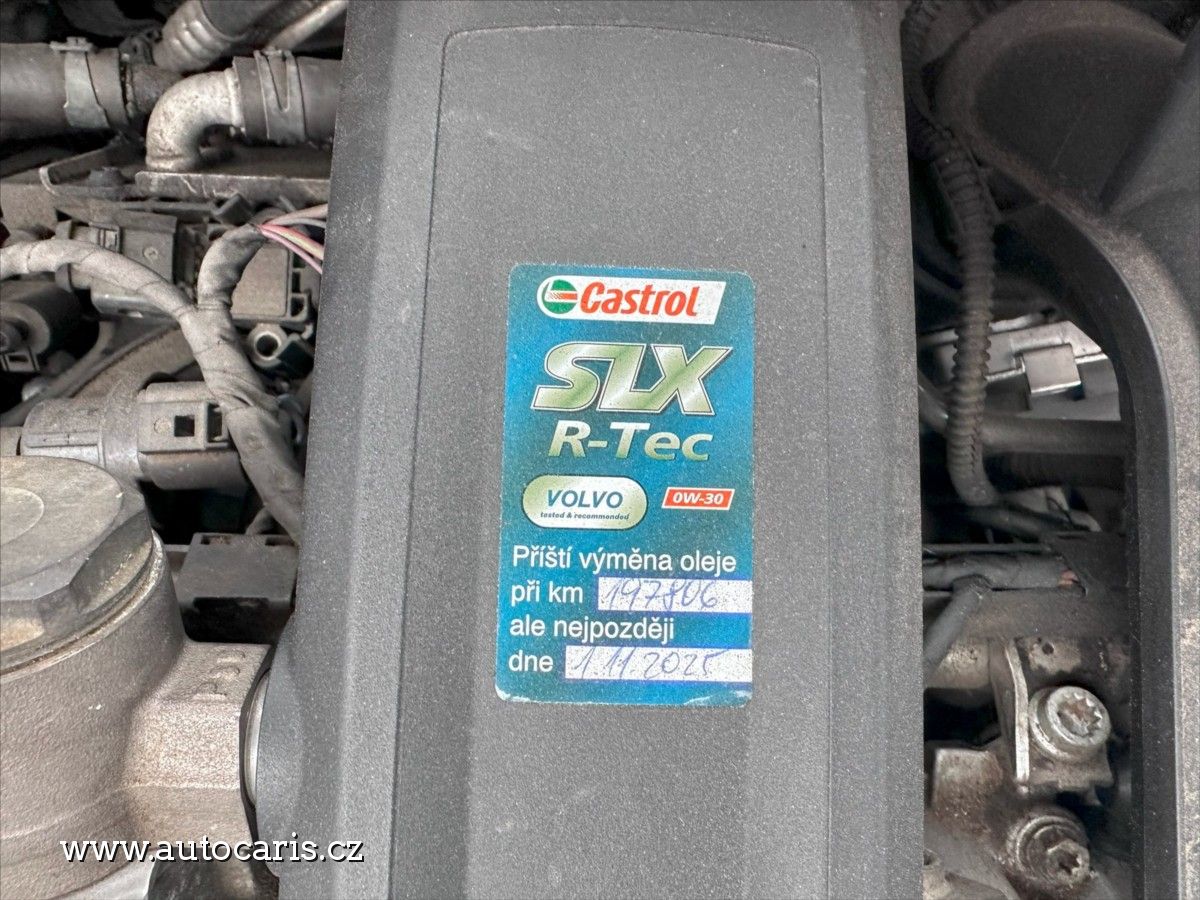 Castrol
SLX
R-Tec
VOLVO
tested & recommended
0W-30
Příští výměna oleje
při km 197806
ale nejpozději
dne 1.11.2025
www.autocaris.cz